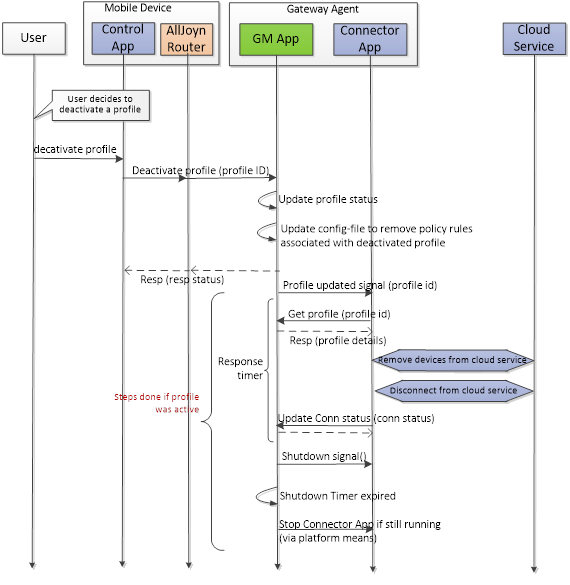 Mobile Device
Gateway Agent
User
Control
App
AllJoyn
Router
GM App
Connector
App
Cloud
Service
User decides to
deactivate a profile
decativate profile
Deactivate profile (profile ID)
Update profile status
Update config-file to remove policy rules
associated with deactivated profile
Resp (resp status)
Profile updated signal (profile id)
Get profile (profile id)
Resp (profile details)
Response
timer
Remove devices from cloud service
Disconnect from cloud service
Steps done if profile
was active
Update Conn status (conn status)
Shutdown signal()
Shutdown Timer expired
Stop Connector App if still running
(via platform means)